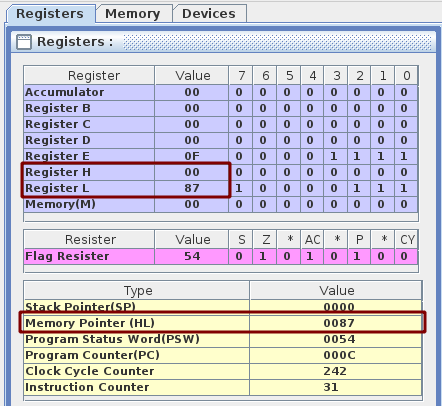 Registers Memory Devices
Registers :
Register Value 7 6 5 4 3 2 1 0
Accumulator 00 0 0 0 0 0 0 0 0
Register B 00 0 0 0 0 0 0 0 0
Register C 00 0 0 0 0 0 0 0 0
Register D 00 0 0 0 0 0 0 0 0
Register E 0F 0 0 0 0 1 1 1 1
Register H 00 0 0 0 0 0 0 0 0
Register L 87 1 0 0 0 0 1 1 1
Memory(M) 00 0 0 0 0 0 0 0 0
Resister Value S Z * AC * P * CY
Flag Resister 54 0 1 0 1 0 1 0 0
Type Value
Stack Pointer(SP) 0000
Memory Pointer (HL) 0087
Program Status Word(PSW) 0054
Program Counter(PC) 000C
Clock Cycle Counter 242
Instruction Counter 31